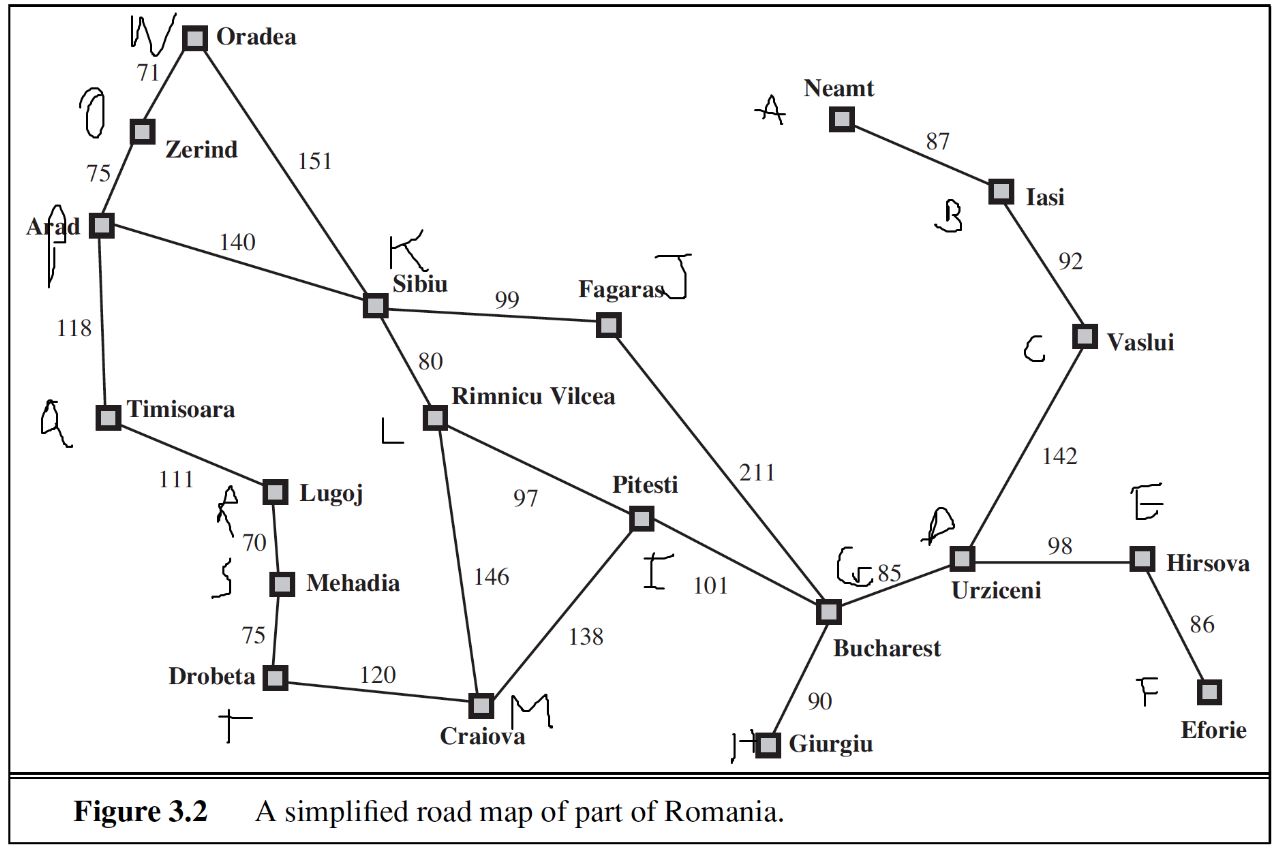 W Oradea
71
Neamt
A
O
87
Zerind
151
75
Iasi
B
Arad
P
140
K
Sibiu
J
Fagaras
92
99
118
C
Vaslui
80
Rimnicu Vilcea
Timisoara
Q
L
142
111
211
Pitesti
97
Lugoj
R
E
D
70
98
Hirsova
S
Mehadia
146
I
101
G
85
Urziceni
86
75
138
Bucharest
Drobeta
120
90
F
T
M
Craiova
H
Giurgiu
Eforie
Figure 3.2 A simplified road map of part of Romania.